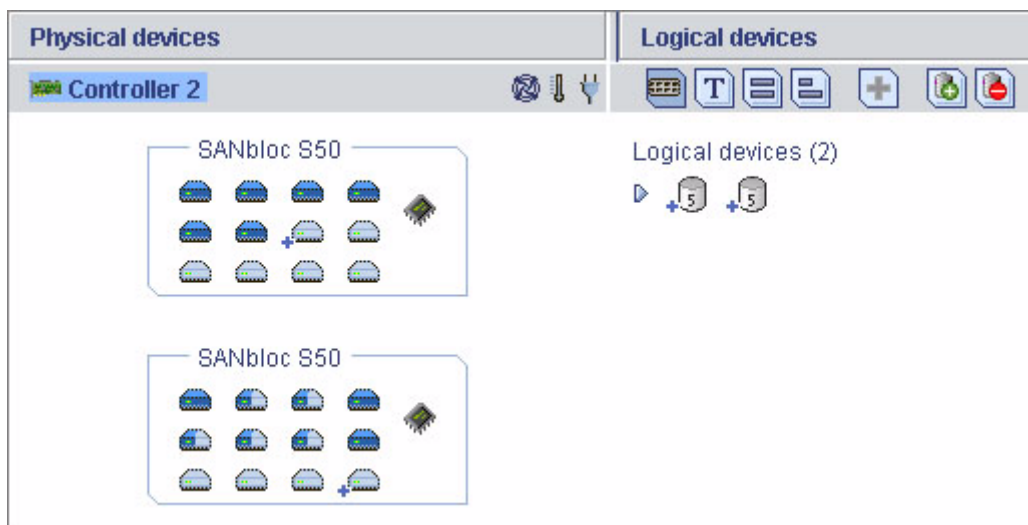 Physical devices
Logical devices
Controller 2
T
SANbloc S50
Logical devices (2)
5 5
SANbloc S50